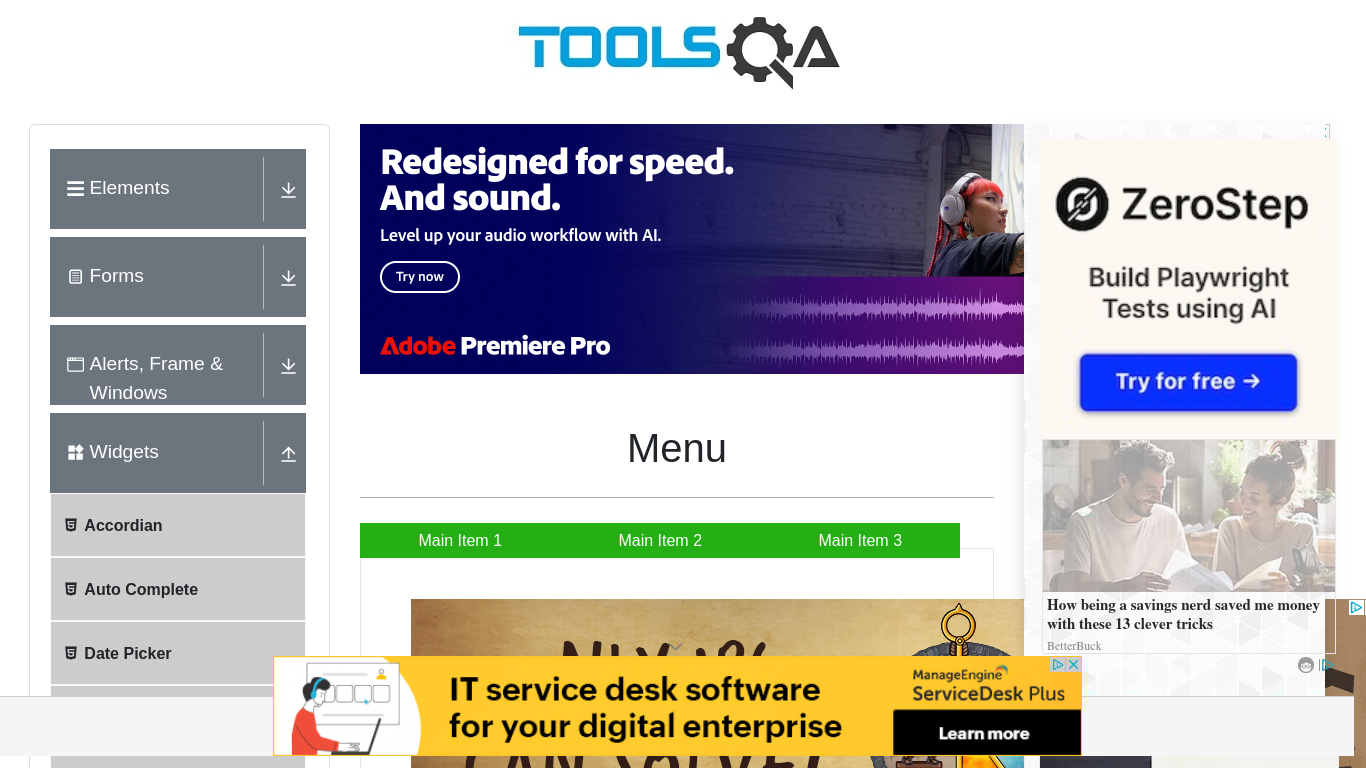 TOOLSQA
Elements
Forms
Alerts, Frame &
Windows
Widgets
Accordian
Auto Complete
Date Picker
Redesigned for speed.
And sound.
Level up your audio workflow with AI.
Try now
Adobe Premiere Pro
Menu
Main Item 1
Main Item 2
Main Item 3
ZeroStep
Build Playwright
Tests using AI
Try for free →
How being a savings nerd saved me money
with these 13 clever tricks
BetterBuck
IT service desk software
for your digital enterprise
ManageEngine
ServiceDesk Plus
Learn more